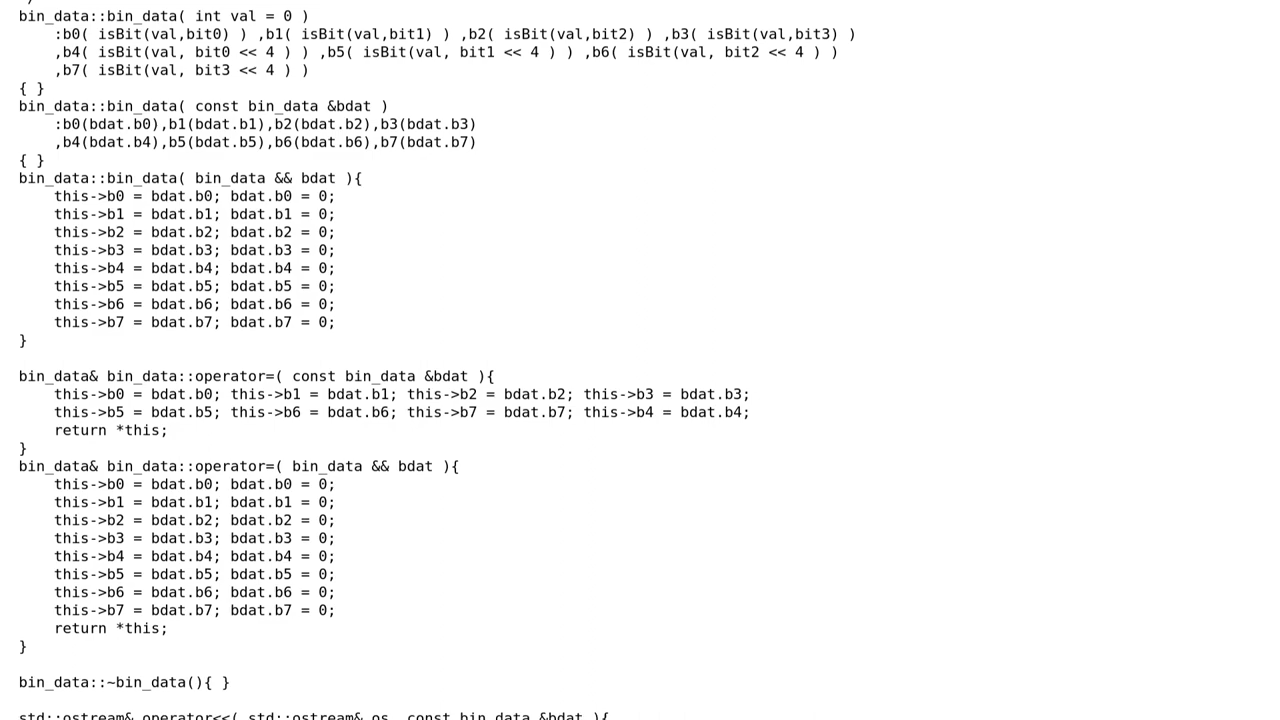 bin_data::bin_data( int val = 0 )
    :b0( isBit(val,bit0) ) ,b1( isBit(val,bit1) ) ,b2( isBit(val,bit2) ) ,b3( isBit(val,bit3) )
    ,b4( isBit(val, bit0 << 4 ) ) ,b5( isBit(val, bit1 << 4 ) ) ,b6( isBit(val, bit2 << 4 ) )
    ,b7( isBit(val, bit3 << 4 ) )
{ }
bin_data::bin_data( const bin_data &bdat )
    :b0(bdat.b0),b1(bdat.b1),b2(bdat.b2),b3(bdat.b3)
    ,b4(bdat.b4),b5(bdat.b5),b6(bdat.b6),b7(bdat.b7)
{ }
bin_data::bin_data( bin_data && bdat ){
    this->b0 = bdat.b0; bdat.b0 = 0;
    this->b1 = bdat.b1; bdat.b1 = 0;
    this->b2 = bdat.b2; bdat.b2 = 0;
    this->b3 = bdat.b3; bdat.b3 = 0;
    this->b4 = bdat.b4; bdat.b4 = 0;
    this->b5 = bdat.b5; bdat.b5 = 0;
    this->b6 = bdat.b6; bdat.b6 = 0;
    this->b7 = bdat.b7; bdat.b7 = 0;
}
bin_data& bin_data::operator=( const bin_data &bdat ){
    this->b0 = bdat.b0; this->b1 = bdat.b1; this->b2 = bdat.b2; this->b3 = bdat.b3;
    this->b5 = bdat.b5; this->b6 = bdat.b6; this->b7 = bdat.b7; this->b4 = bdat.b4;
    return *this;
}
bin_data& bin_data::operator=( bin_data && bdat ){
    this->b0 = bdat.b0; bdat.b0 = 0;
    this->b1 = bdat.b1; bdat.b1 = 0;
    this->b2 = bdat.b2; bdat.b2 = 0;
    this->b3 = bdat.b3; bdat.b3 = 0;
    this->b4 = bdat.b4; bdat.b4 = 0;
    this->b5 = bdat.b5; bdat.b5 = 0;
    this->b6 = bdat.b6; bdat.b6 = 0;
    this->b7 = bdat.b7; bdat.b7 = 0;
    return *this;
}
bin_data::~bin_data(){ }
std::ostream& operator<<( std::ostream& os, const bin_data &bdat ){